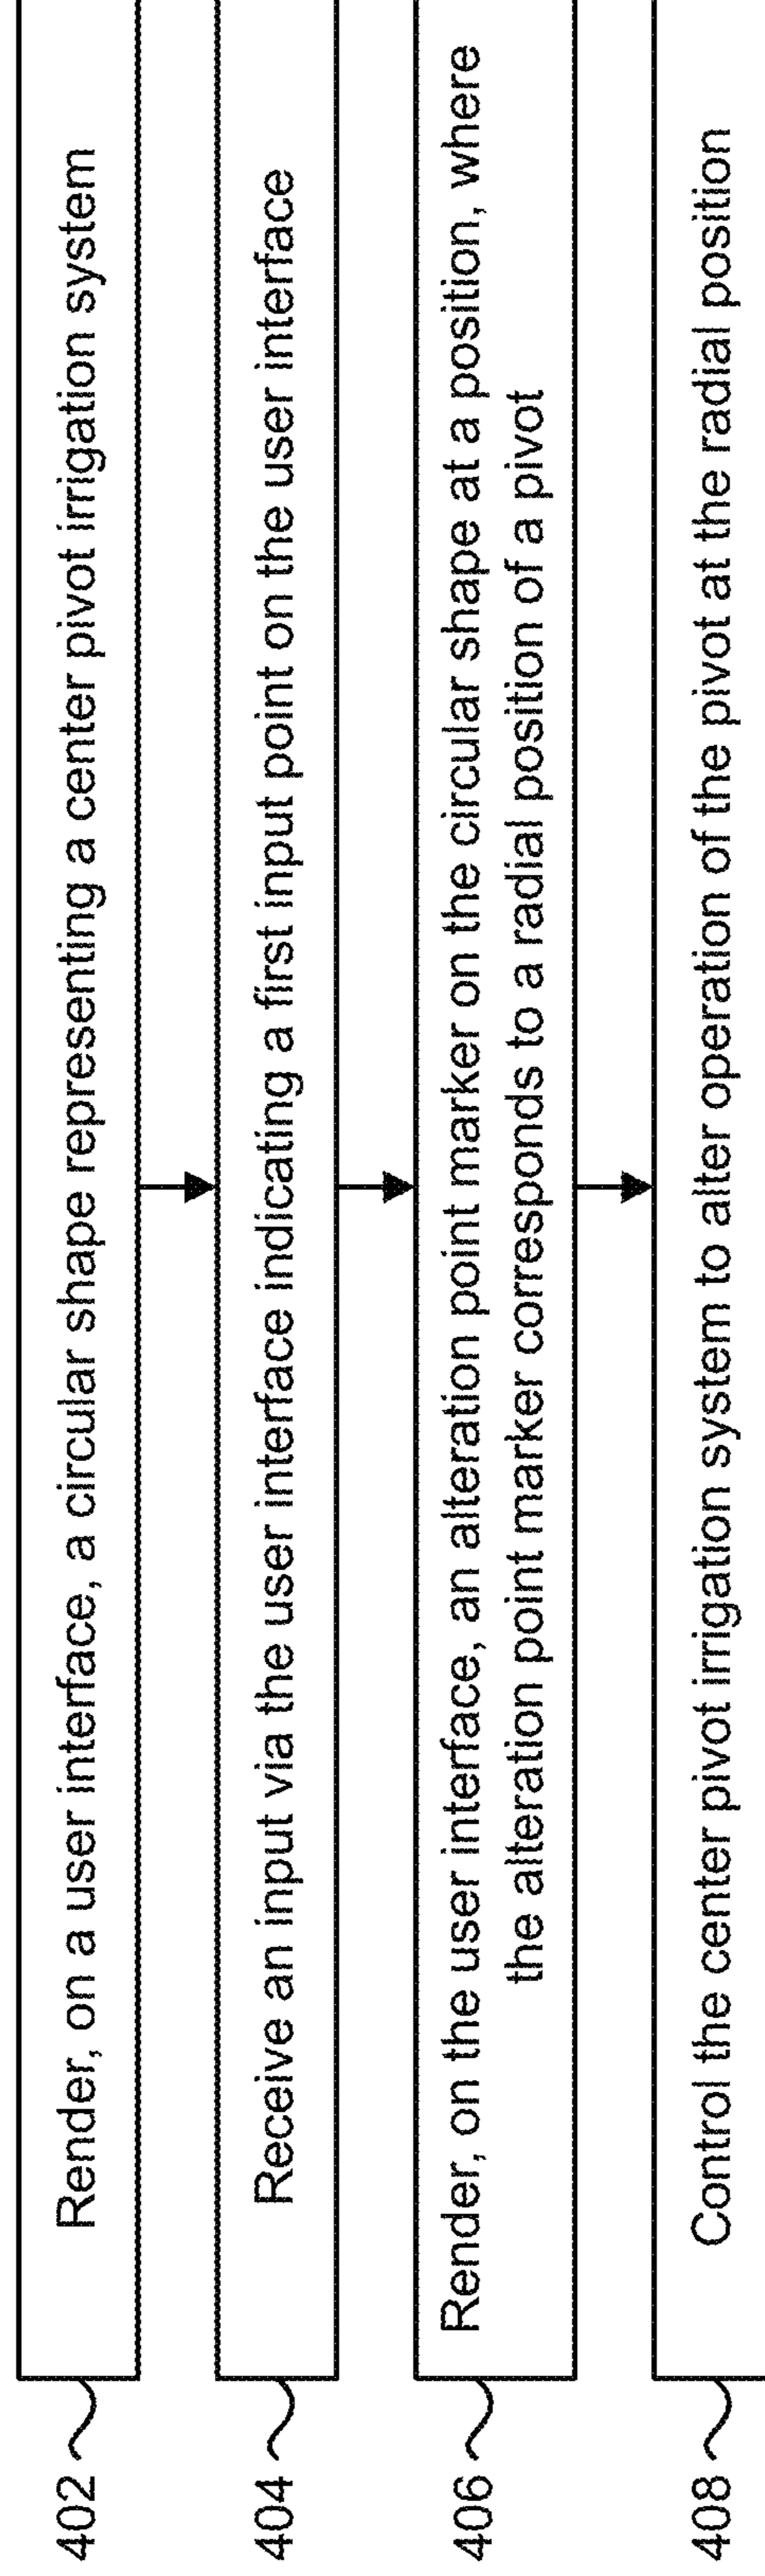 402
Render, on a user interface, a circular shape representing a center pivot irrigation system
404
Receive an input via the user interface indicating a first input point on the user interface
406
Render, on the user interface, an alteration point marker on the circular shape at a position, where
the alteration point marker corresponds to a radial position of a pivot
408
Control the center pivot irrigation system to alter operation of the pivot at the radial position